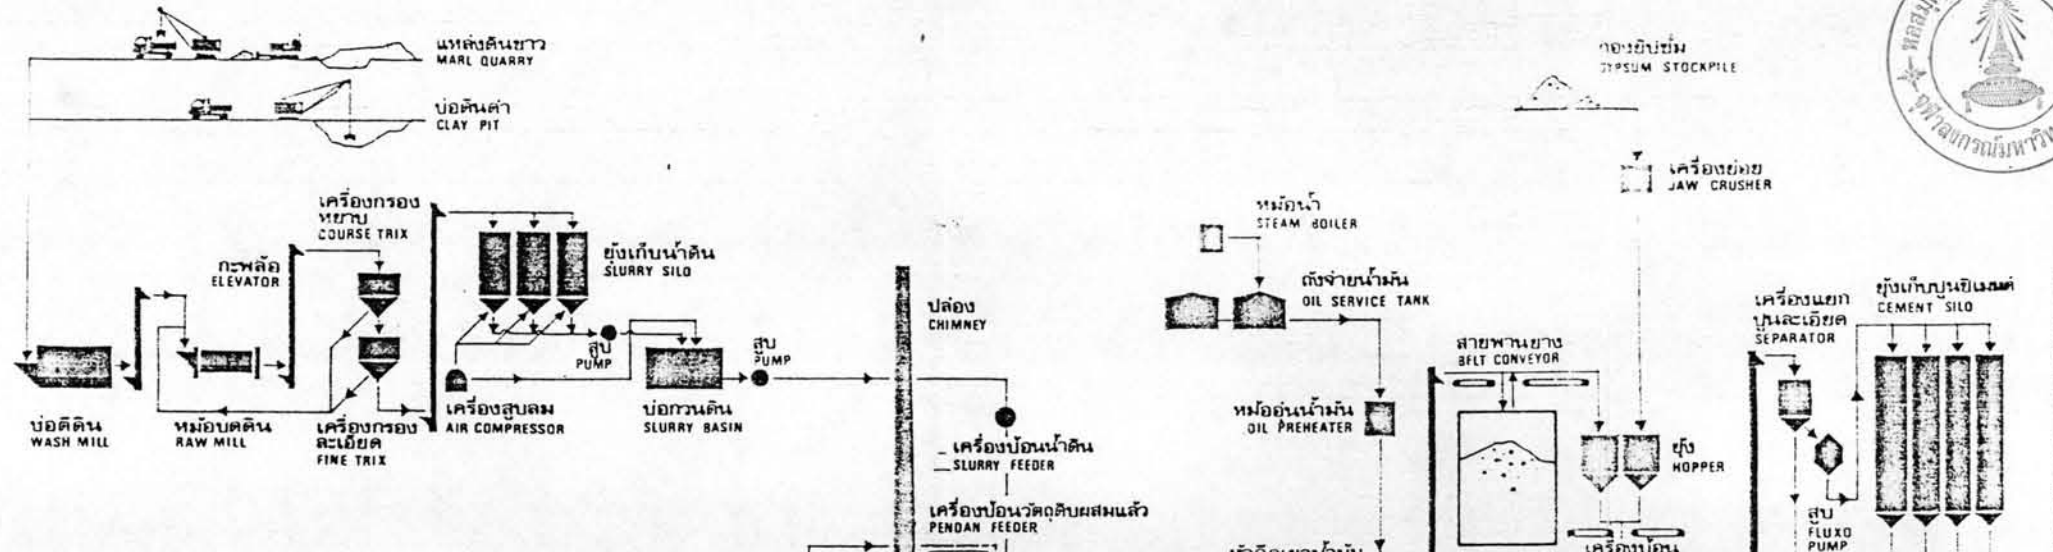 แหล่งดินขาว
MARL QUARRY
บ่อดินดำ
CLAY PIT
กองยิปซั่ม
GYPSUM STOCKPILE
เครื่องย่อย
JAW CRUSHER
หม้อน้ำ
STEAM BOILER
ถังจ่ายน้ำมัน
OIL SERVICE TANK
เครื่องกรอง
หยาบ
COURSE TRIX
กะพล้อ
ELEVATOR
ยุ้งเก็บน้ำดิน
SLURRY SILO
ปล่อง
CHIMNEY
สายพานยาง
BELT CONVEYOR
เครื่องแยก
ปูนละเอียด
SEPARATOR
ยุ้งเก็บปูนซิเมนต์
CEMENT SILO
สูบ
PUMP
สูบ
PUMP
บ่อตีดิน
WASH MILL
หม้อบดดิน
RAW MILL
เครื่องกรอง
ละเอียด
FINE TRIX
เครื่องสูบลม
AIR COMPRESSOR
บ่อกวนดิน
SLURRY BASIN
หม้ออุ่นน้ำมัน
OIL PREHEATER
เครื่องป้อนน้ำดิน
SLURRY FEEDER
ยุ้ง
HOPPER
เครื่องป้อนวัตถุดิบผสมแล้ว
PENDAN FEEDER
สูบ
FLUXO
PUMP
เครื่องป้อน